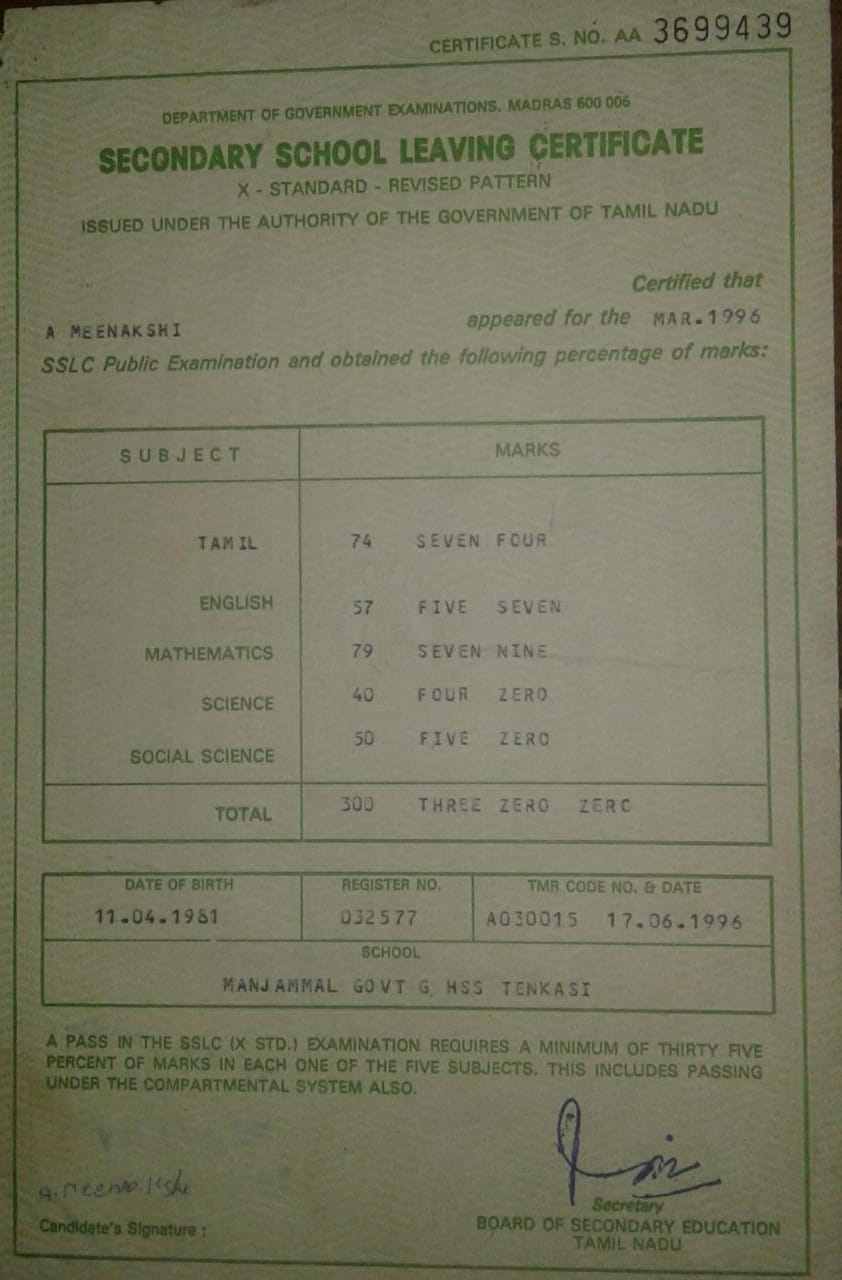 CERTIFICATE S. NO. AA 3699439
DEPARTMENT OF GOVERNMENT EXAMINATIONS. MADRAS 600 006
SECONDARY SCHOOL LEAVING CERTIFICATE
X - STANDARD - REVISED PATTERN
ISSUED UNDER THE AUTHORITY OF THE GOVERNMENT OF TAMIL NADU
Certified that
A MEENAKSHI appeared for the MAR.1996
SSLC Public Examination and obtained the following percentage of marks:
SUBJECT MARKS
TAMIL 74 SEVEN FOUR
ENGLISH 57 FIVE SEVEN
MATHEMATICS 79 SEVEN NINE
SCIENCE 40 FOUR ZERO
SOCIAL SCIENCE 50 FIVE ZERO
TOTAL 300 THREE ZERO ZERO
DATE OF BIRTH REGISTER NO. TMR CODE NO. & DATE
11.04.1981 032577 A030015 17.06.1996
SCHOOL
MANJAMMAL GOVT G HSS TENKASI
A PASS IN THE SSLC (X STD.) EXAMINATION REQUIRES A MINIMUM OF THIRTY FIVE
PERCENT OF MARKS IN EACH ONE OF THE FIVE SUBJECTS. THIS INCLUDES PASSING
UNDER THE COMPARTMENTAL SYSTEM ALSO.
A. Meenakshi
Candidate's Signature :
Secretary
BOARD OF SECONDARY EDUCATION
TAMIL NADU